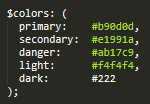 $colors: (
  primary:    #b90d0d,
  secondary: #e1991a,
  danger:     #ab17c9,
  light:      #f4f4f4,
  dark:       #222
);